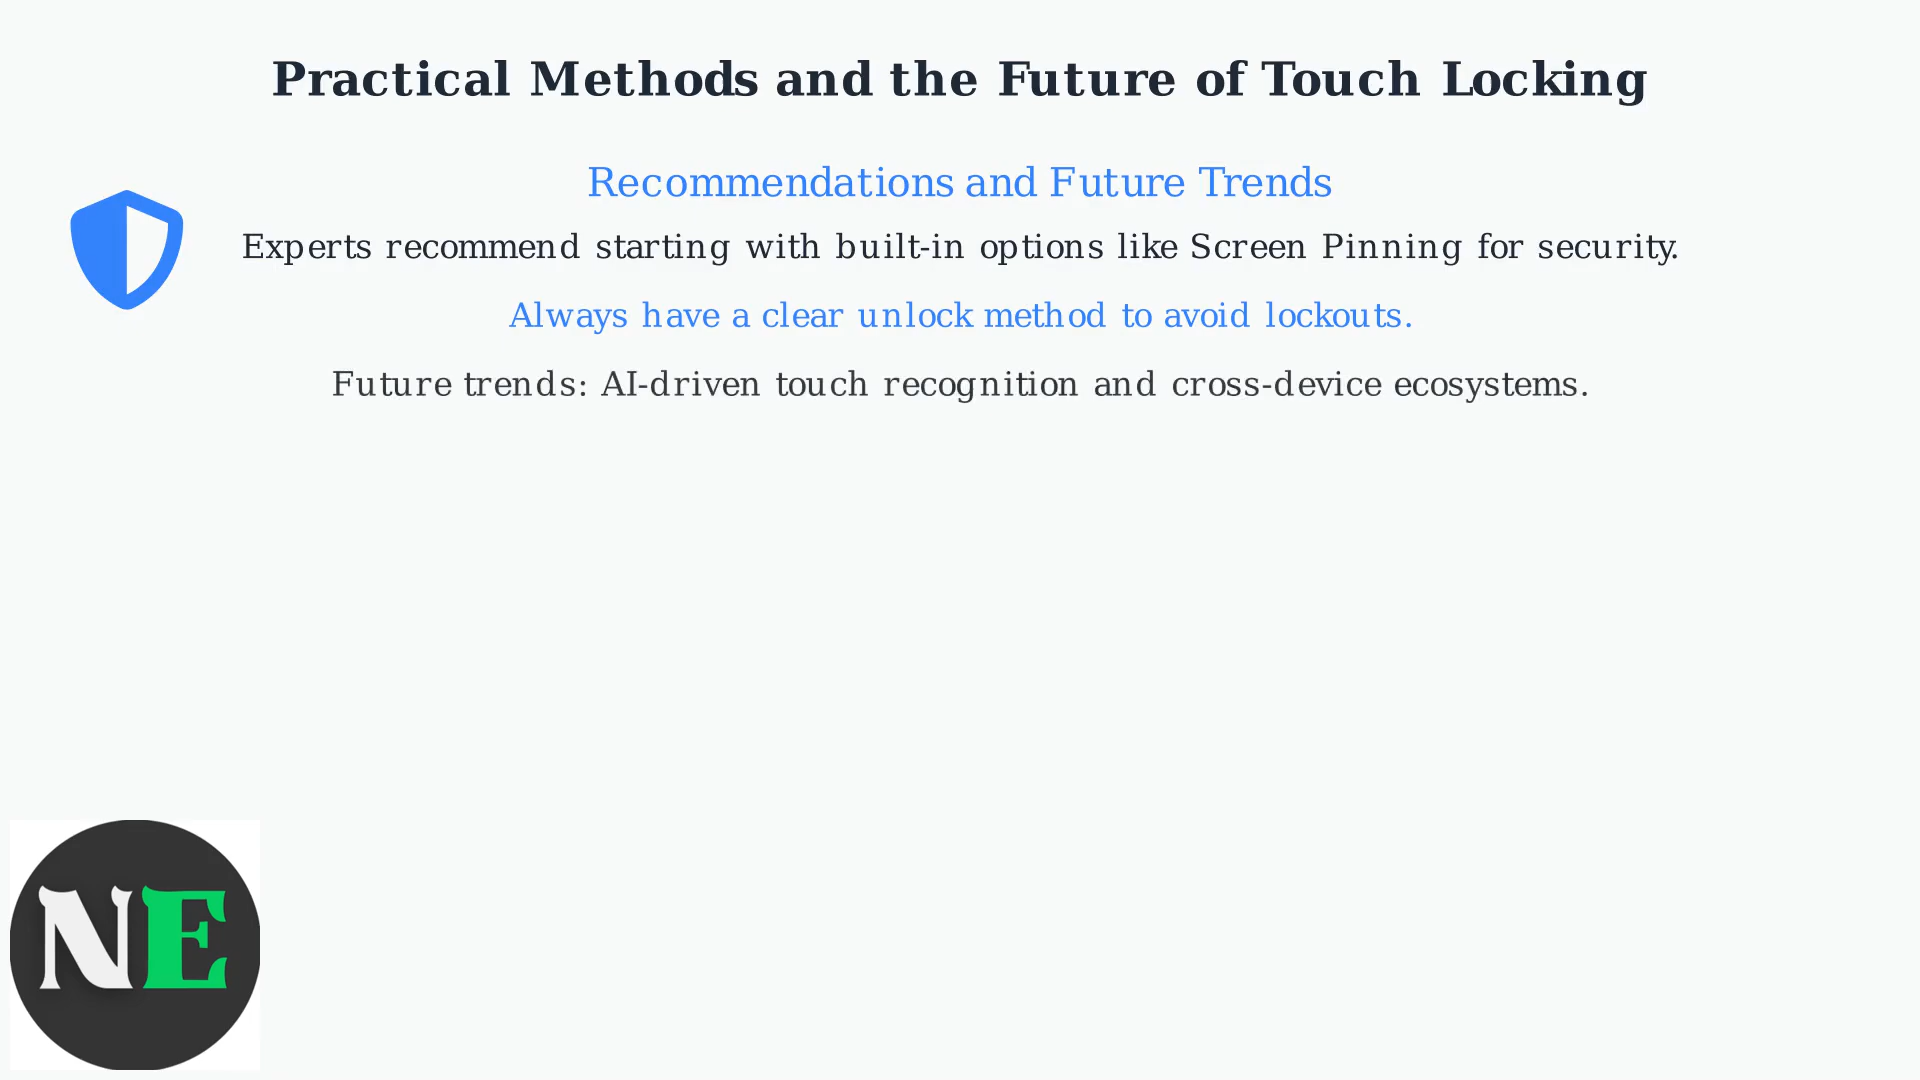 Practical Methods and the Future of Touch Locking
Recommendations and Future Trends
Experts recommend starting with built-in options like Screen Pinning for security.
Always have a clear unlock method to avoid lockouts.
Future trends: AI-driven touch recognition and cross-device ecosystems.
NE